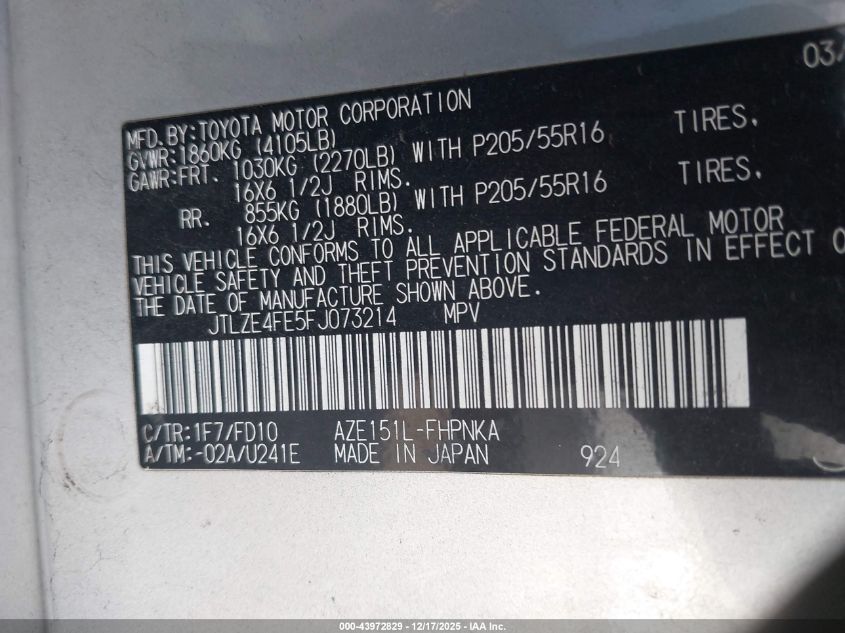 03/
MFD.BY:TOYOTA MOTOR CORPORATION
GVWR:1860KG (4105LB)
GAWR:FRT. 1030KG (2270LB) WITH P205/55R16 TIRES.
16X6 1/2J RIMS.
RR. 855KG (1880LB) WITH P205/55R16 TIRES.
16X6 1/2J RIMS.
THIS VEHICLE CONFORMS TO ALL APPLICABLE FEDERAL MOTOR
VEHICLE SAFETY AND THEFT PREVENTION STANDARDS IN EFFECT O
THE DATE OF MANUFACTURE SHOWN ABOVE.
JTLZE4FE5FJ073214 MPV
C/TR:1F7/FD10 AZE151L-FHPNKA
A/TM:-02A/U241E MADE IN JAPAN 924
000-43972829 - 12/17/2025 - IAA Inc.